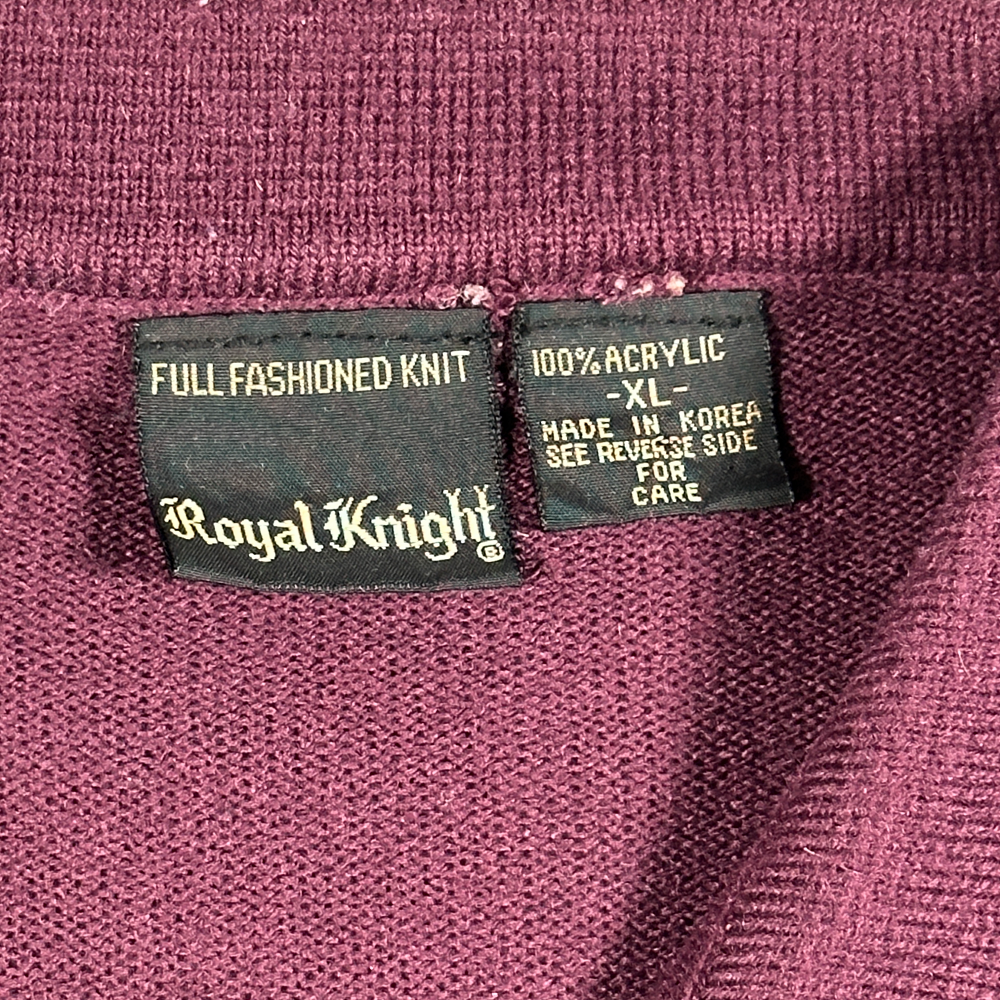 FULL FASHIONED KNIT
Royal Knight®
100% ACRYLIC
-XL-
MADE IN KOREA
SEE REVERSE SIDE
FOR
CARE